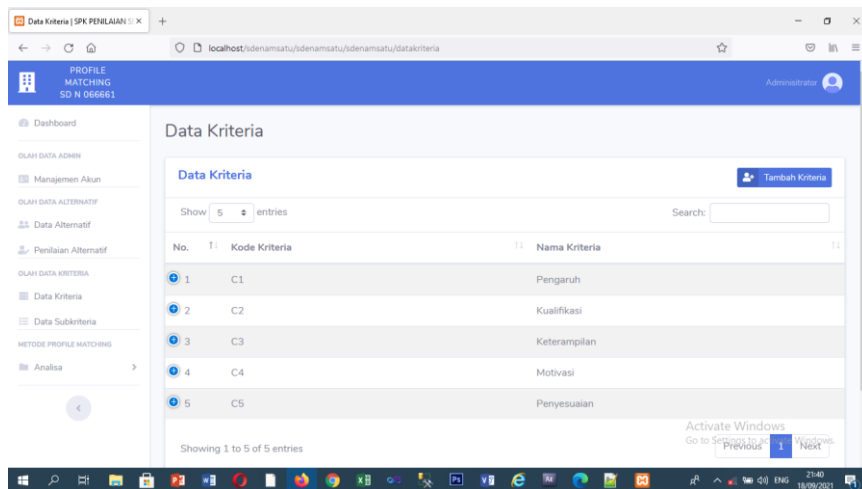 Data Kriteria | SPK PENILAIAN SI
localhost/sdenamsatu/sdenamsatu/datakriteria
PROFILE
MATCHING
SD N 066661
Administrator
Dashboard
OLAH DATA ADMIN
Manajemen Akun
OLAH DATA ALTERNATIF
Data Alternatif
Penilaian Alternatif
OLAH DATA KRITERIA
Data Kriteria
Data Subkriteria
METODE PROFILE MATCHING
Analisa
Data Kriteria
Data Kriteria
Tambah Kriteria
Show 5 entries
Search:
No. Kode Kriteria Nama Kriteria
1 C1 Pengaruh
2 C2 Kualifikasi
3 C3 Keterampilan
4 C4 Motivasi
5 C5 Penyesuaian
Showing 1 to 5 of 5 entries
Previous 1 Next
Activate Windows
Go to Settings to activate Windows.
ENG
21:40
18/09/2021